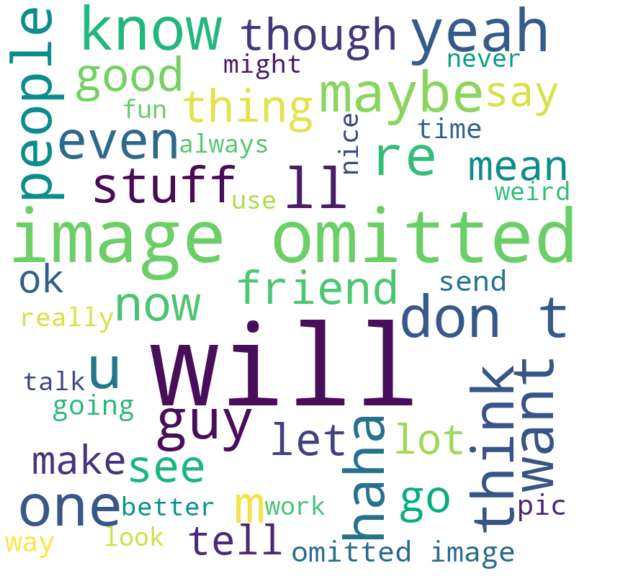 people
know
though
yeah
might
never
good
fun
thing
maybe
say
even
always
nice
time
re
mean
stuff
use
ll
weird
image omitted
ok
now
friend
send
really
don t
will
talk
u
going
guy
let
haha
lot
think
want
make
see
one
better
m
work
go
pic
way
look
tell
omitted image